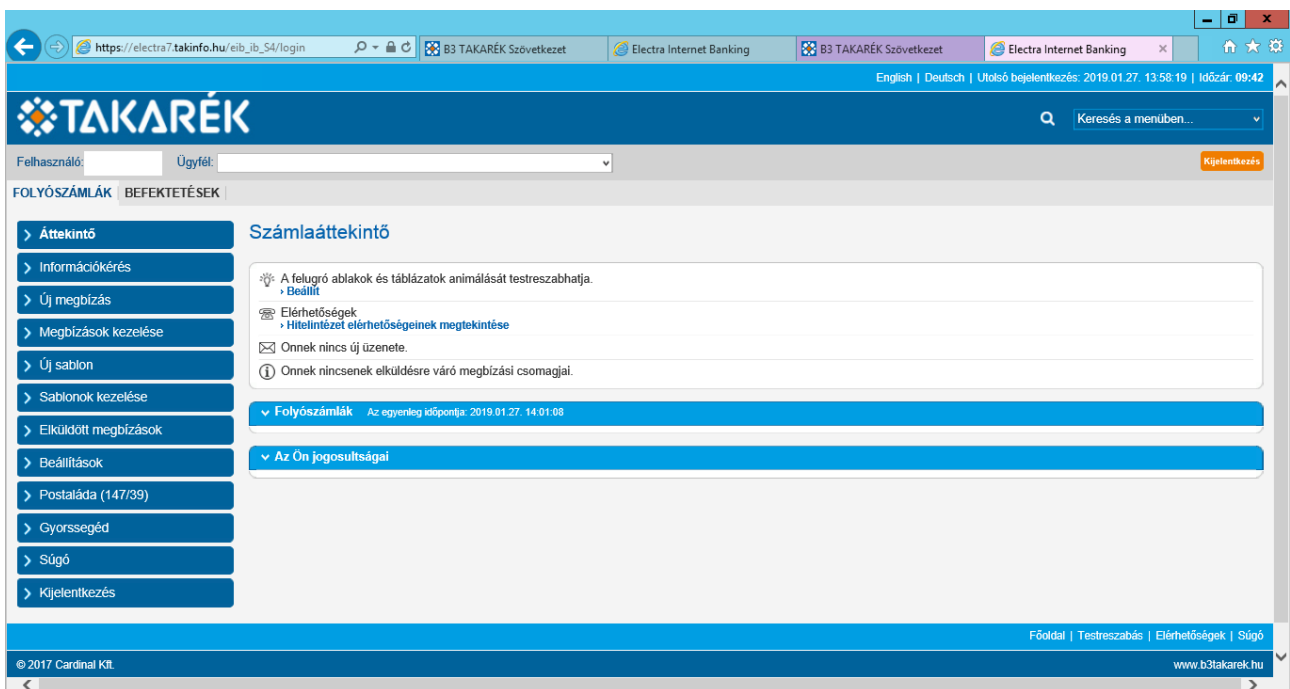 https://electra7.takinfo.hu/eib_ib_S4/login
B3 TAKARÉK Szövetkezet
Electra Internet Banking
B3 TAKARÉK Szövetkezet
Electra Internet Banking
English | Deutsch | Utolsó bejelentkezés: 2019.01.27. 13:58:19 | Időzár: 09:42
TAKARÉK
Keresés a menüben...
Felhasználó:
Ügyfél:
Kijelentkezés
FOLYÓSZÁMLÁK | BEFEKTETÉSEK
Áttekintő
Információkérés
Új megbízás
Megbízások kezelése
Új sablon
Sablonok kezelése
Elküldött megbízások
Beállítások
Postaláda (147/39)
Gyorssegéd
Súgó
Kijelentkezés
Számlaáttekintő
A felugró ablakok és táblázatok animálását testreszabhatja.
› Beállít
Elérhetőségek
› Hitelintézet elérhetőségeinek megtekintése
Önnek nincs új üzenete.
Önnek nincsenek elküldésre váró megbízási csomagjai.
Folyószámlák Az egyenleg időpontja: 2019.01.27. 14:01:08
Az Ön jogosultságai
Főoldal | Testreszabás | Elérhetőségek | Súgó
© 2017 Cardinal Kft.
www.b3takarek.hu